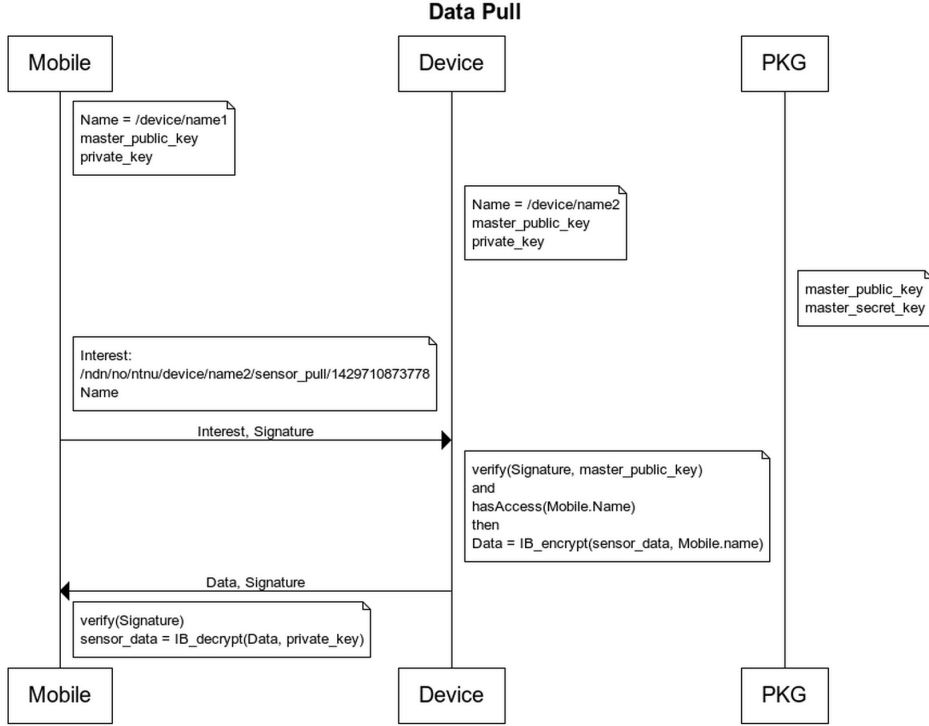 Data Pull
Mobile
Device
PKG
Name = /device/name1
master_public_key
private_key
Name = /device/name2
master_public_key
private_key
master_public_key
master_secret_key
Interest:
/ndn/no/ntnu/device/name2/sensor_pull/1429710873778
Name
Interest, Signature
verify(Signature, master_public_key)
and
hasAccess(Mobile.Name)
then
Data = IB_encrypt(sensor_data, Mobile.name)
Data, Signature
verify(Signature)
sensor_data = IB_decrypt(Data, private_key)
Mobile
Device
PKG